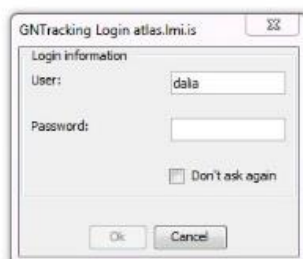 GNTracking Login atlas.lmi.is
Login information
User:
dalia
Password:
Don't ask again
Ok
Cancel